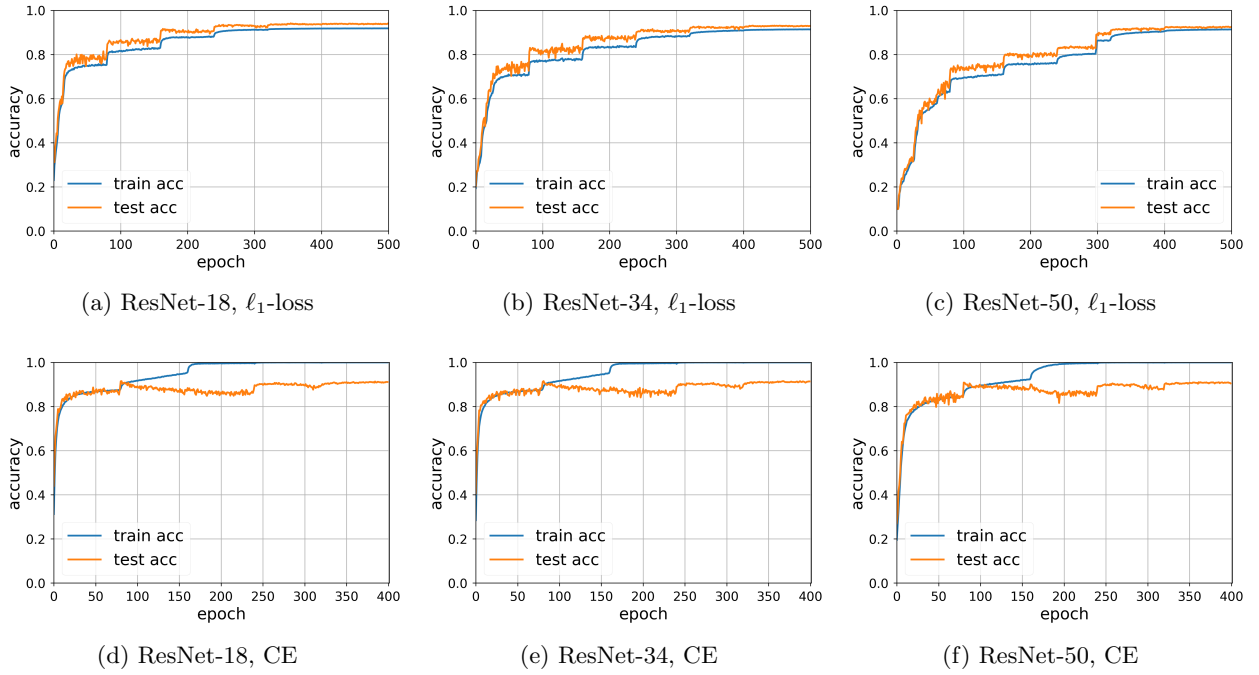 1.0
0.8
0.6
0.4
0.2
0.0
accuracy
train acc
test acc
0 100 200 300 400 500
epoch
(a) ResNet-18, ℓ₁-loss
1.0
0.8
0.6
0.4
0.2
0.0
accuracy
train acc
test acc
0 100 200 300 400 500
epoch
(b) ResNet-34, ℓ₁-loss
1.0
0.8
0.6
0.4
0.2
0.0
accuracy
train acc
test acc
0 100 200 300 400 500
epoch
(c) ResNet-50, ℓ₁-loss
1.0
0.8
0.6
0.4
0.2
0.0
accuracy
train acc
test acc
0 50 100 150 200 250 300 350 400
epoch
(d) ResNet-18, CE
1.0
0.8
0.6
0.4
0.2
0.0
accuracy
train acc
test acc
0 50 100 150 200 250 300 350 400
epoch
(e) ResNet-34, CE
1.0
0.8
0.6
0.4
0.2
0.0
accuracy
train acc
test acc
0 50 100 150 200 250 300 350 400
epoch
(f) ResNet-50, CE